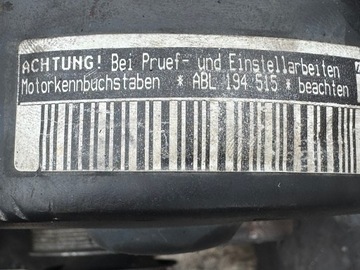 ACHTUNG! Bei Pruef- und Einstellarbeiten
Motorkennbuchstaben * ABL 194 515 * beachten